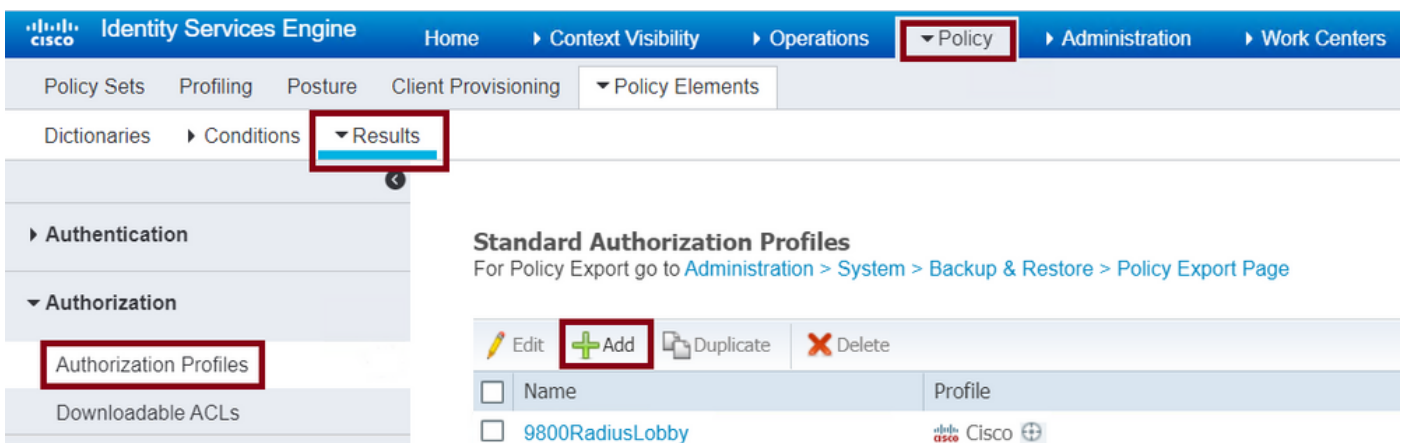 cisco Identity Services Engine Home Context Visibility Operations Policy Administration Work Centers
Policy Sets Profiling Posture Client Provisioning Policy Elements
Dictionaries Conditions Results
Authentication
Authorization
Authorization Profiles
Downloadable ACLs
Standard Authorization Profiles
For Policy Export go to Administration > System > Backup & Restore > Policy Export Page
Edit Add Duplicate Delete
Name Profile
9800RadiusLobby cisco Cisco